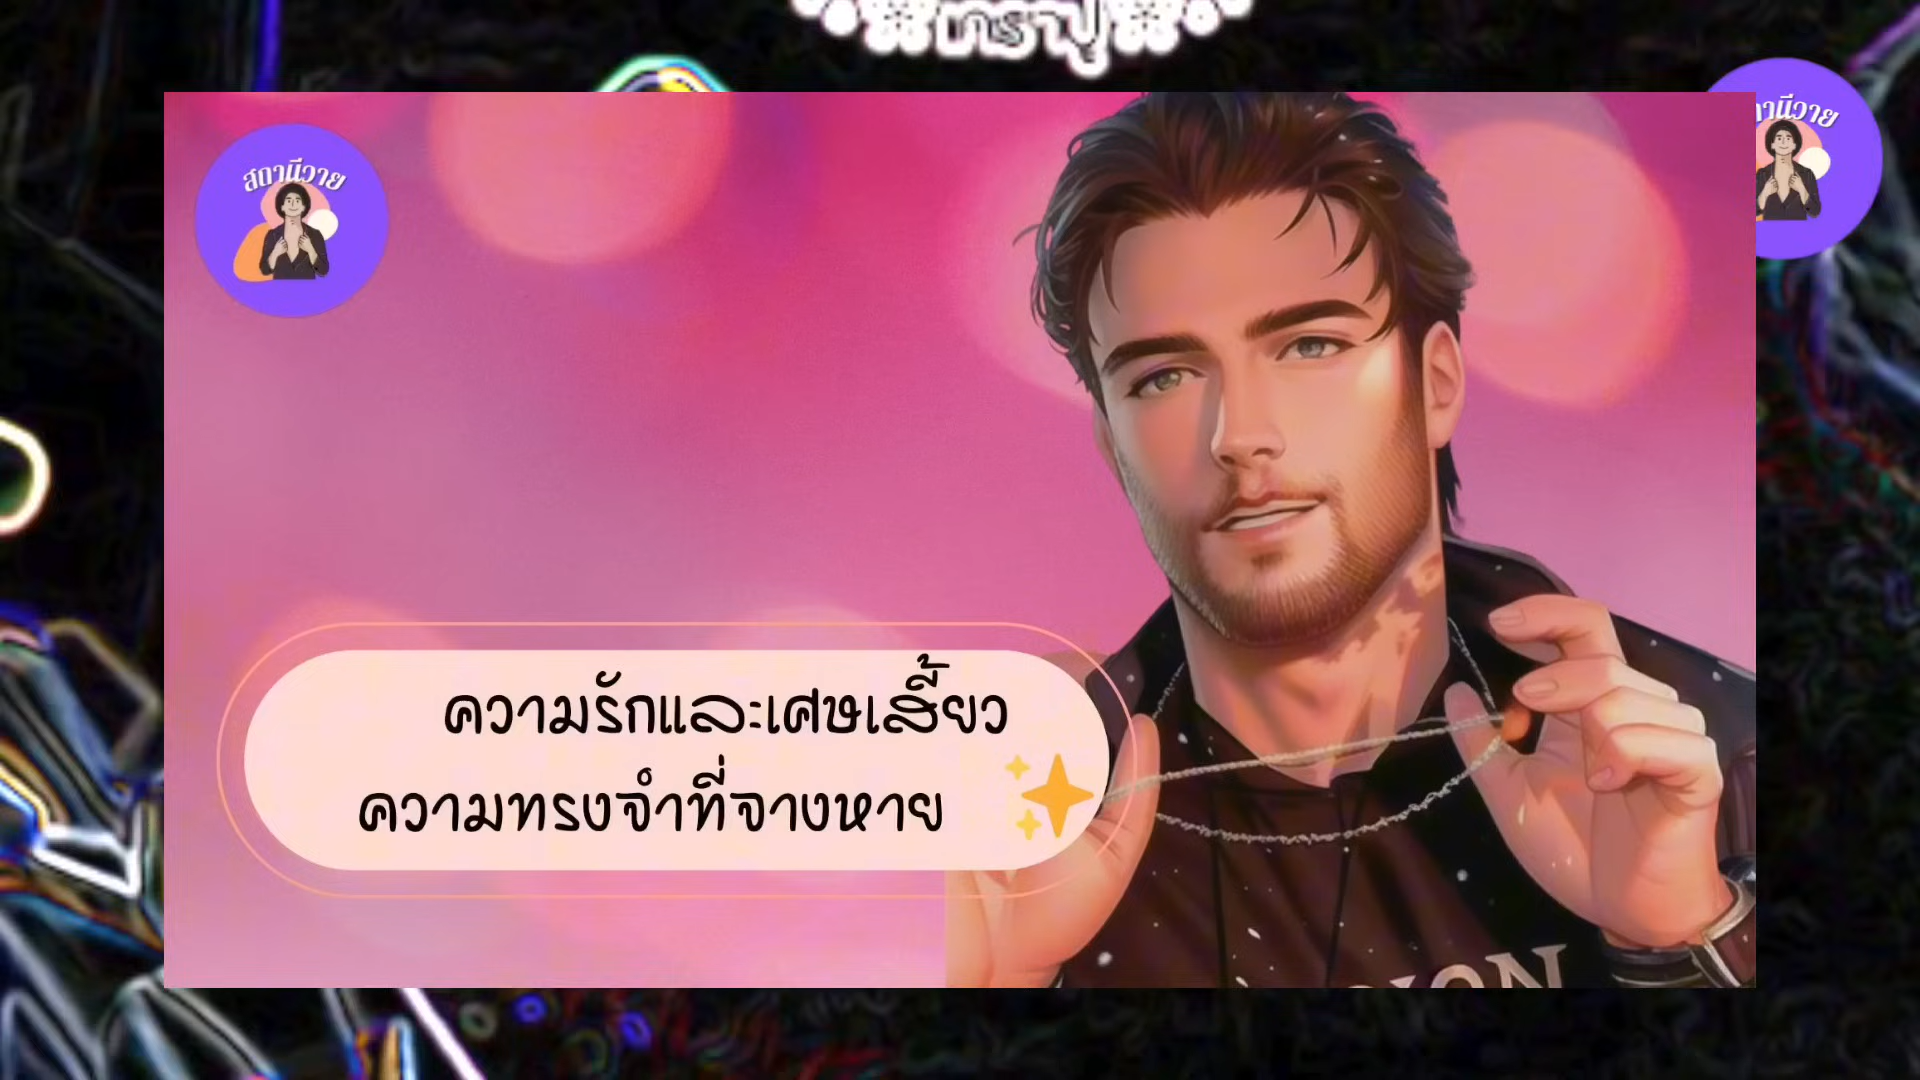 สถานีวาย
ความรักและเศษเสี้ยว
ความทรงจำที่จางหาย